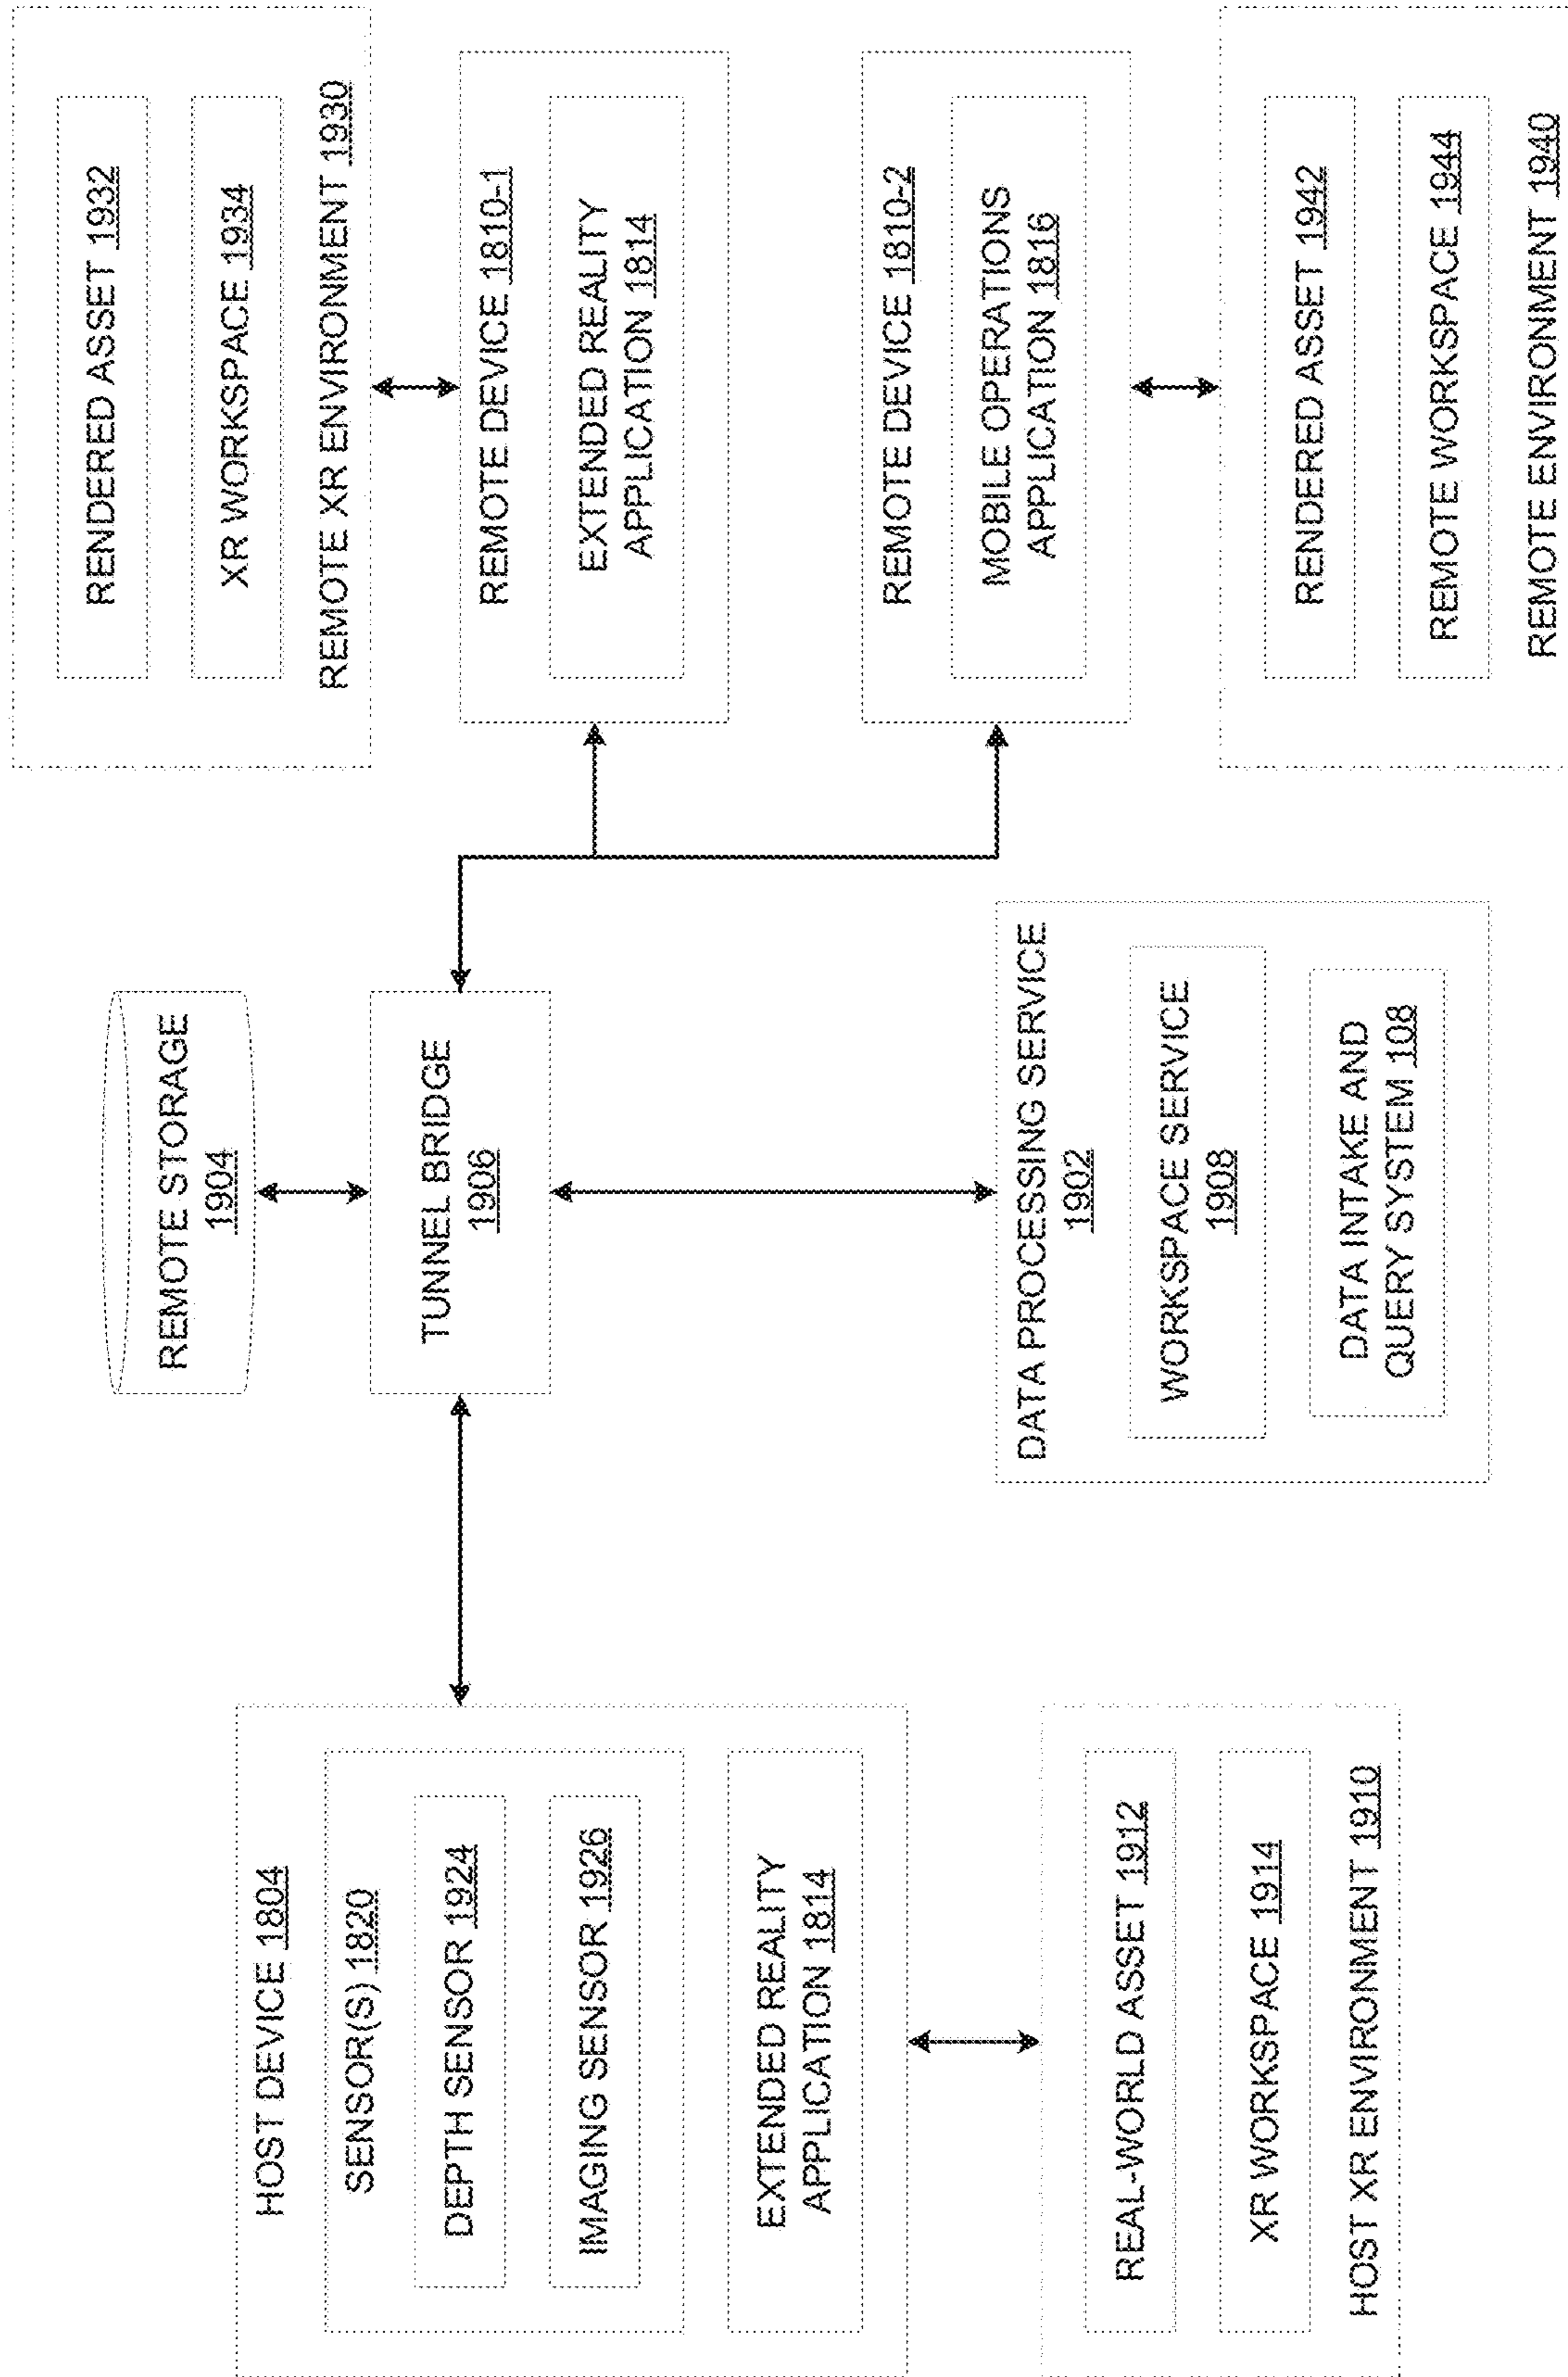 HOST DEVICE 1804
SENSOR(S) 1820
DEPTH SENSOR 1924
IMAGING SENSOR 1926
EXTENDED REALITY
APPLICATION 1814
REAL-WORLD ASSET 1912
XR WORKSPACE 1914
HOST XR ENVIRONMENT 1910
REMOTE STORAGE
1904
TUNNEL BRIDGE
1906
DATA PROCESSING SERVICE
1902
WORKSPACE SERVICE
1908
DATA INTAKE AND
QUERY SYSTEM 108
RENDERED ASSET 1932
XR WORKSPACE 1934
REMOTE XR ENVIRONMENT 1930
REMOTE DEVICE 1810-1
EXTENDED REALITY
APPLICATION 1814
REMOTE DEVICE 1810-2
MOBILE OPERATIONS
APPLICATION 1816
RENDERED ASSET 1942
REMOTE WORKSPACE 1944
REMOTE ENVIRONMENT 1940